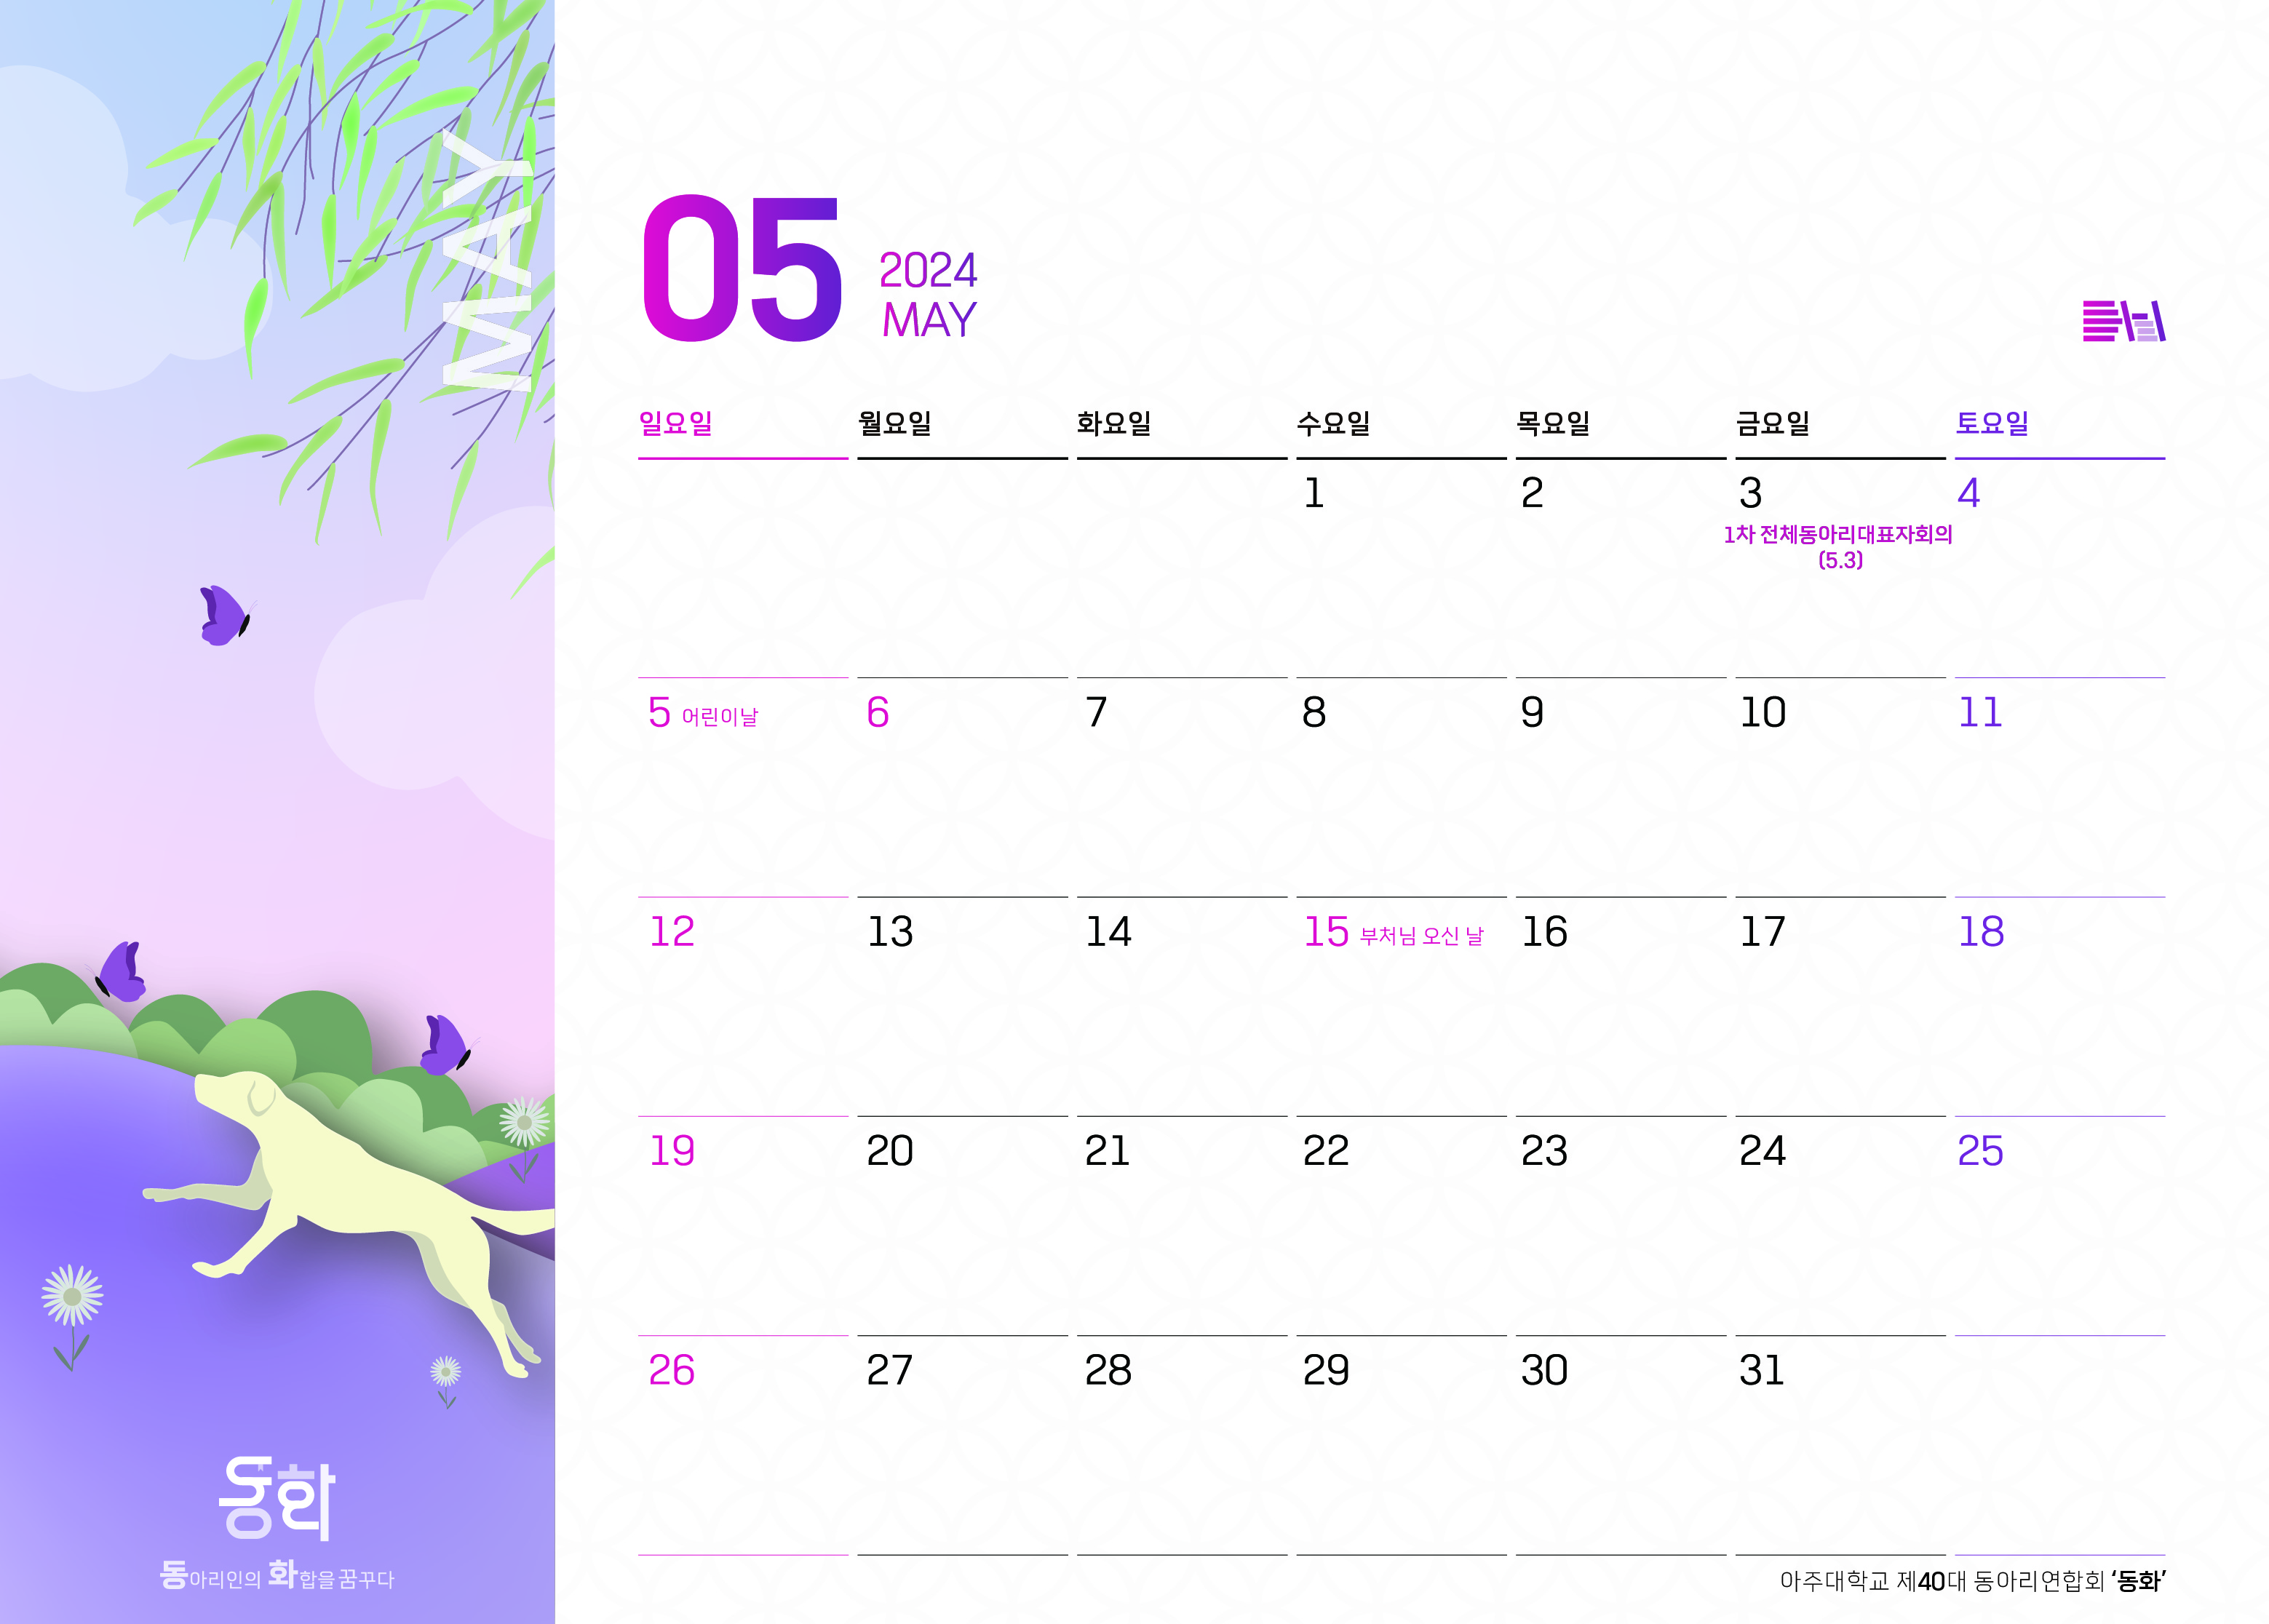 MAY
05
2024
MAY
일요일 월요일 화요일 수요일 목요일 금요일 토요일
1 2 3 4
1차 전체동아리대표자회의
(5.3)
5 어린이날 6 7 8 9 10 11
12 13 14 15 부처님 오신 날 16 17 18
19 20 21 22 23 24 25
26 27 28 29 30 31
동화
동아리인의 화합을 꿈꾸다
아주대학교 제40대 동아리연합회 ‘동화’